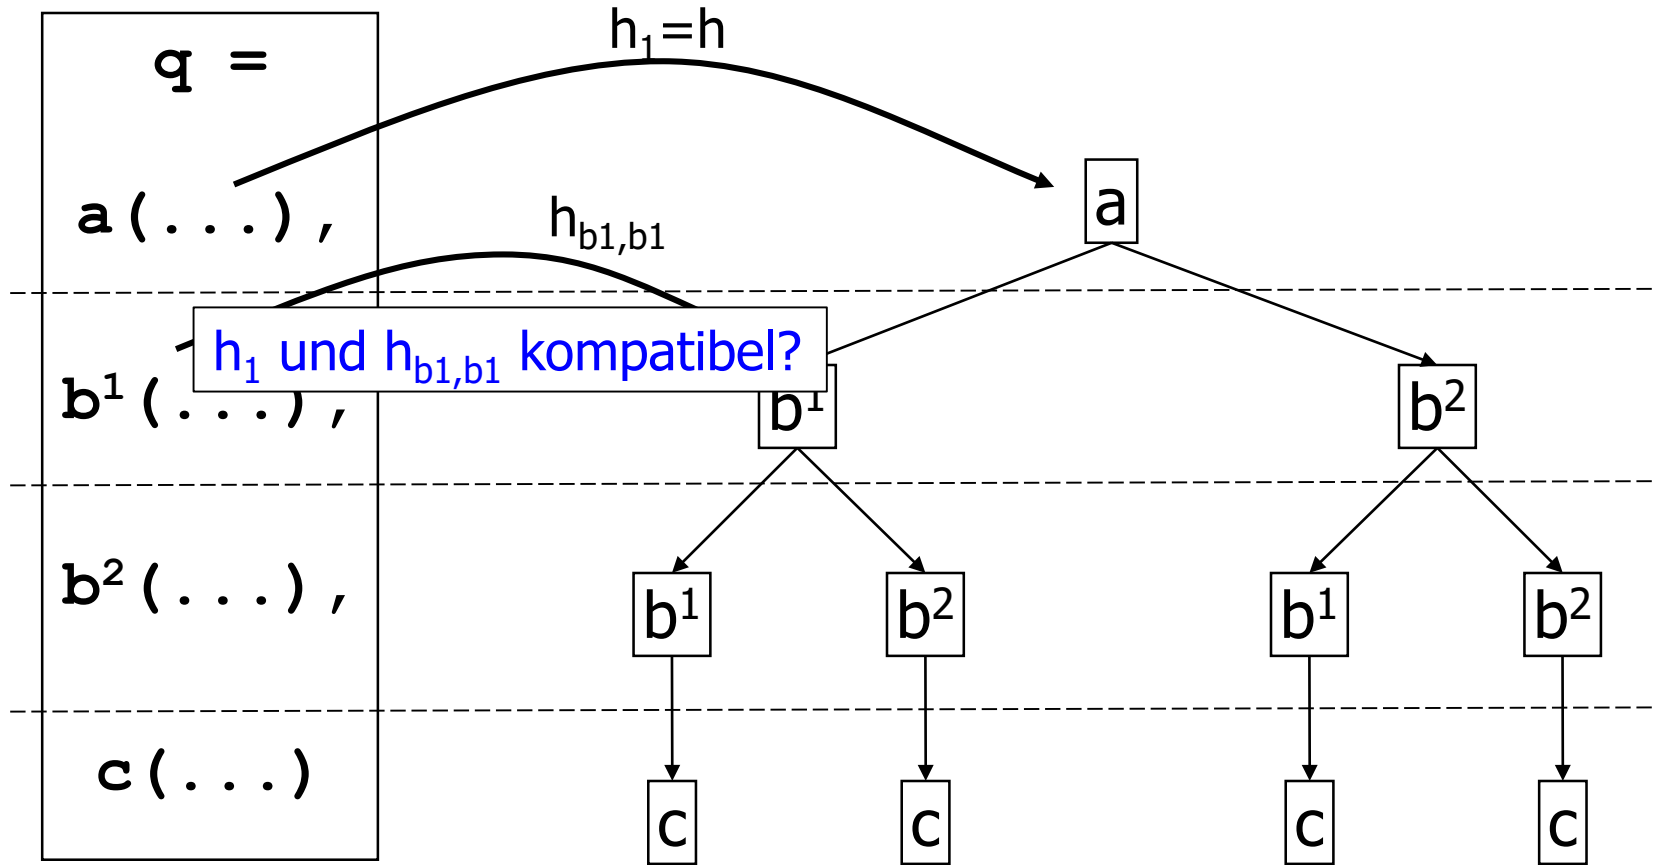 q =
h₁=h
a(...),
a
h_b1,b1
h₁ und h_b1,b1 kompatibel?
b¹(...),
b¹
b²
b²(...),
b¹ b² b¹ b²
c(...)
c c c c